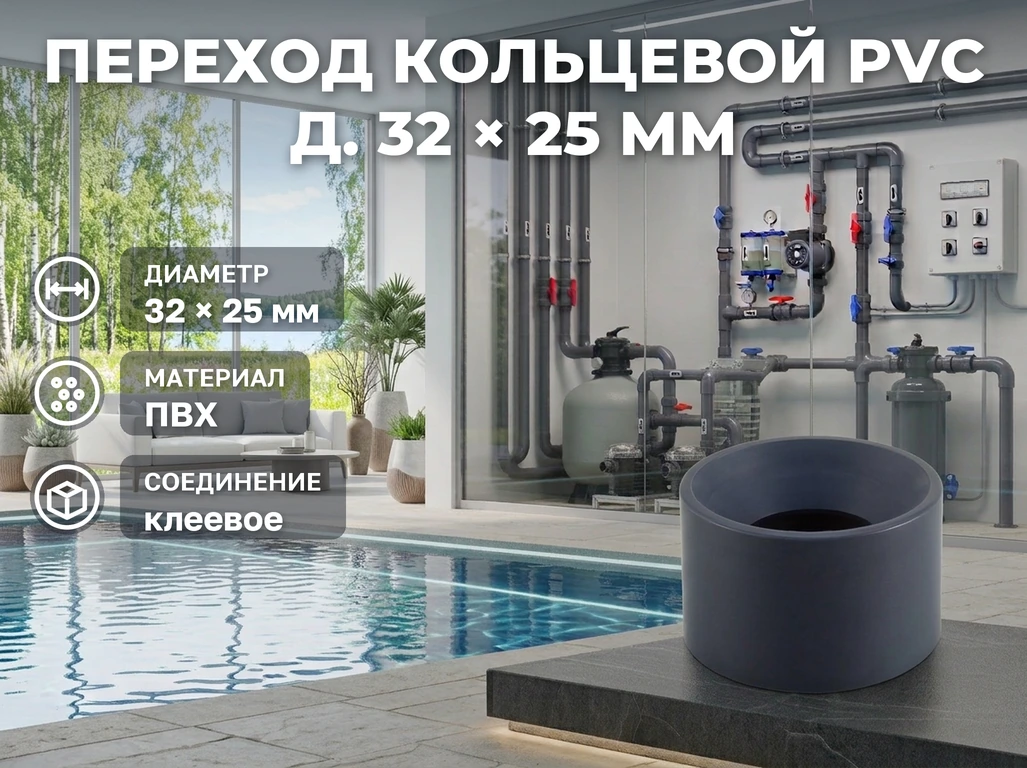 ПЕРЕХОД КОЛЬЦЕВОЙ PVC
Д. 32 × 25 ММ
ДИАМЕТР
32 × 25 мм
МАТЕРИАЛ
ПВХ
СОЕДИНЕНИЕ
клеевое